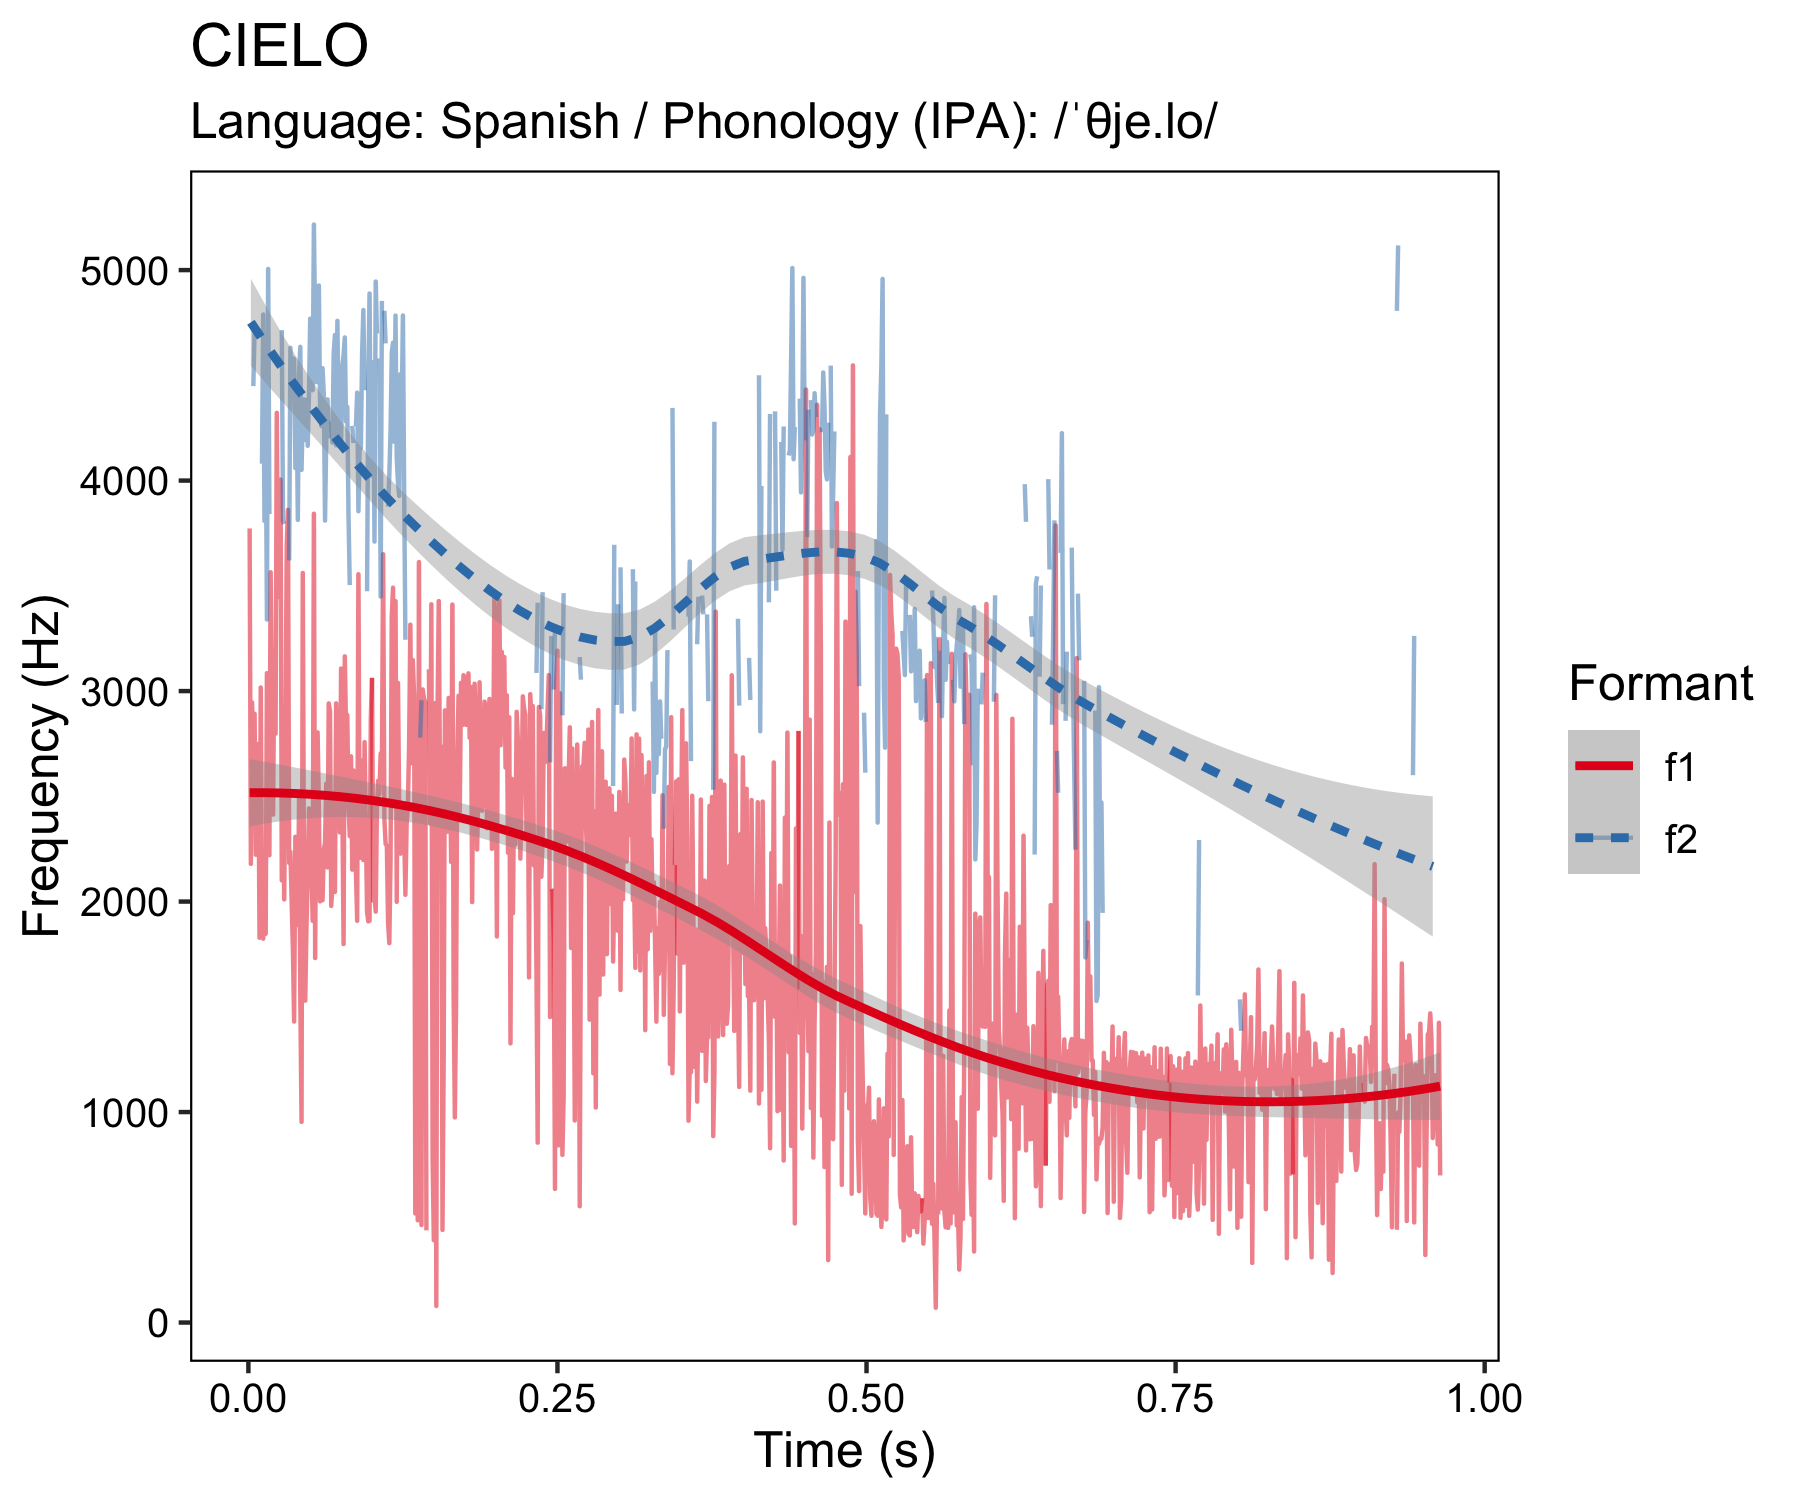 CIELO
Language: Spanish / Phonology (IPA): /ˈθje.lo/
Frequency (Hz)
5000
4000
3000
2000
1000
0
0.00 0.25 0.50 0.75 1.00
Time (s)
Formant
f1
f2